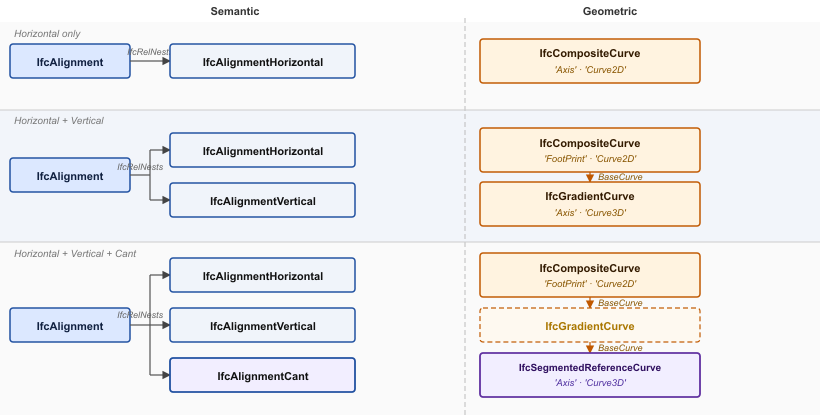 Semantic
Geometric
Horizontal only
IfcAlignment
IfcRelNests
IfcAlignmentHorizontal
IfcCompositeCurve
'Axis' · 'Curve2D'
Horizontal + Vertical
IfcAlignment
IfcRelNests
IfcAlignmentHorizontal
IfcAlignmentVertical
IfcCompositeCurve
'FootPrint' · 'Curve2D'
BaseCurve
IfcGradientCurve
'Axis' · 'Curve3D'
Horizontal + Vertical + Cant
IfcAlignment
IfcRelNests
IfcAlignmentHorizontal
IfcAlignmentVertical
IfcAlignmentCant
IfcCompositeCurve
'FootPrint' · 'Curve2D'
BaseCurve
IfcGradientCurve
BaseCurve
IfcSegmentedReferenceCurve
'Axis' · 'Curve3D'